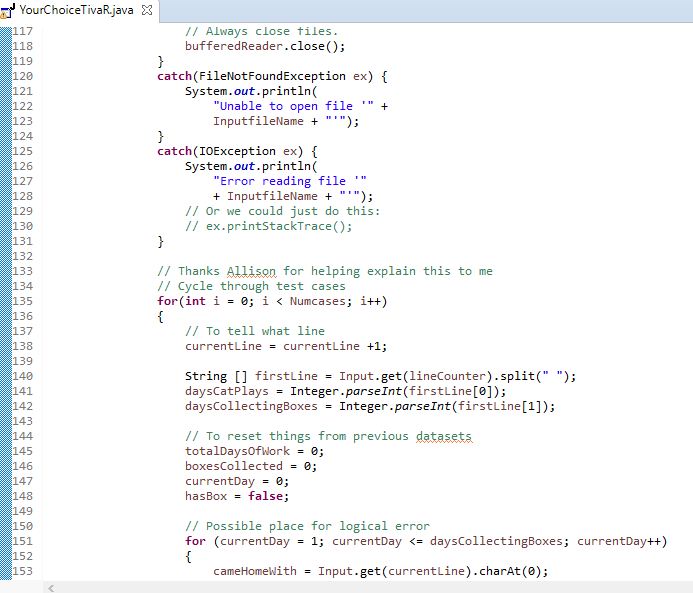 YourChoiceTivaR.java
117 // Always close files.
118 bufferedReader.close();
119 }
120 catch(FileNotFoundException ex) {
121 System.out.println(
122 "Unable to open file '" +
123 InputfileName + "'");
124 }
125 catch(IOException ex) {
126 System.out.println(
127 "Error reading file '"
128 + InputfileName + "'");
129 // Or we could just do this:
130 // ex.printStackTrace();
131 }
132
133 // Thanks Allison for helping explain this to me
134 // Cycle through test cases
135 for(int i = 0; i < Numcases; i++)
136 {
137 // To tell what line
138 currentLine = currentLine +1;
139
140 String [] firstLine = Input.get(lineCounter).split(" ");
141 daysCatPlays = Integer.parseInt(firstLine[0]);
142 daysCollectingBoxes = Integer.parseInt(firstLine[1]);
143
144 // To reset things from previous datasets
145 totalDaysOfWork = 0;
146 boxesCollected = 0;
147 currentDay = 0;
148 hasBox = false;
149
150 // Possible place for logical error
151 for (currentDay = 1; currentDay <= daysCollectingBoxes; currentDay++)
152 {
153 cameHomeWith = Input.get(currentLine).charAt(0);